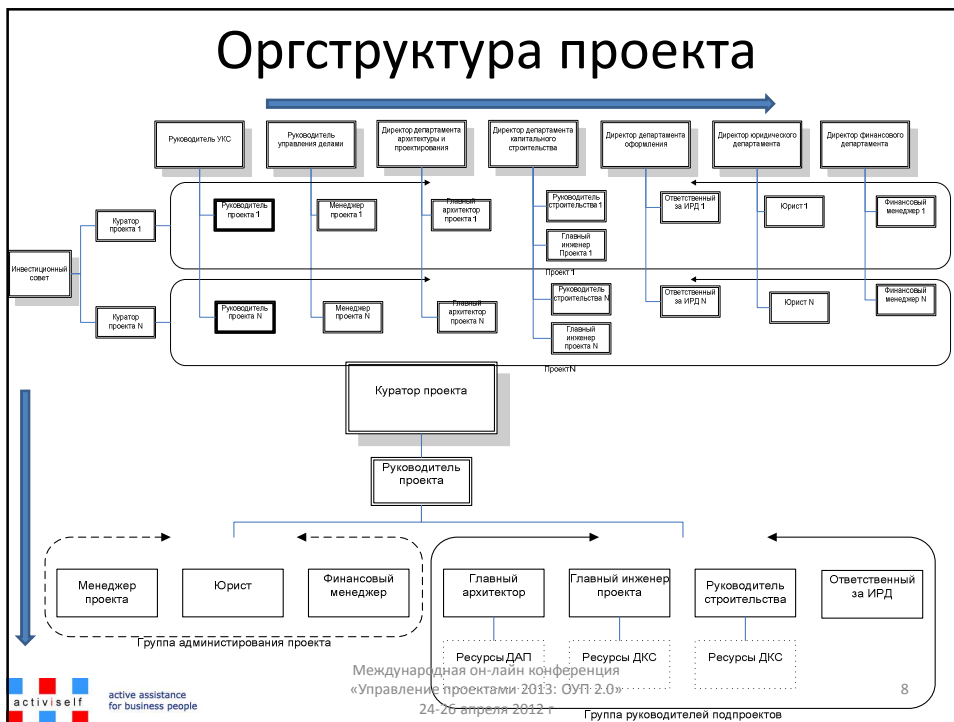 Оргструктура проекта
Руководитель УКС
Руководитель
управления делами
Директор департамента
архитектуры и
проектирования
Директор департамента
капитального
строительства
Директор департамента
оформления
Директор юридического
департамента
Директор финансового
департамента
Инвестиционный
совет
Куратор
проекта 1
Руководитель
проекта 1
Менеджер
проекта 1
Главный
архитектор
проекта 1
Руководитель
строительства 1
Главный
инженер
Проекта 1
Ответственный
за ИРД 1
Юрист 1
Финансовый
менеджер 1
Проект 1
Куратор
проекта N
Руководитель
проекта N
Менеджер
проекта N
Главный
архитектор
проекта N
Руководитель
строительства N
Главный
инженер
проекта N
Ответственный
за ИРД N
Юрист N
Финансовый
менеджер N
ПроектN
Куратор проекта
Руководитель
проекта
Менеджер
проекта
Юрист
Финансовый
менеджер
Группа администрирования проекта
Главный
архитектор
Главный инженер
проекта
Руководитель
строительства
Ответственный
за ИРД
Ресурсы ДАП
Ресурсы ДКС
Ресурсы ДКС
Группа руководителей подпроектов
activiself
active assistance
for business people
Международная он-лайн конференция
«Управление проектами 2013: ОУП 2.0»
24-26 апреля 2012 г
8